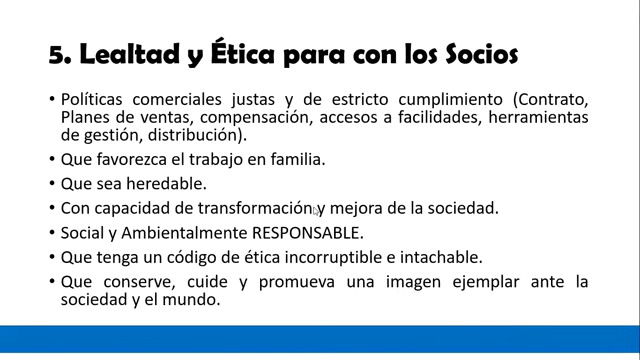 5. Lealtad y Ética para con los Socios
• Políticas comerciales justas y de estricto cumplimiento (Contrato,
Planes de ventas, compensación, accesos a facilidades, herramientas
de gestión, distribución).
• Que favorezca el trabajo en familia.
• Que sea heredable.
• Con capacidad de transformación y mejora de la sociedad.
• Social y Ambientalmente RESPONSABLE.
• Que tenga un código de ética incorruptible e intachable.
• Que conserve, cuide y promueva una imagen ejemplar ante la
sociedad y el mundo.